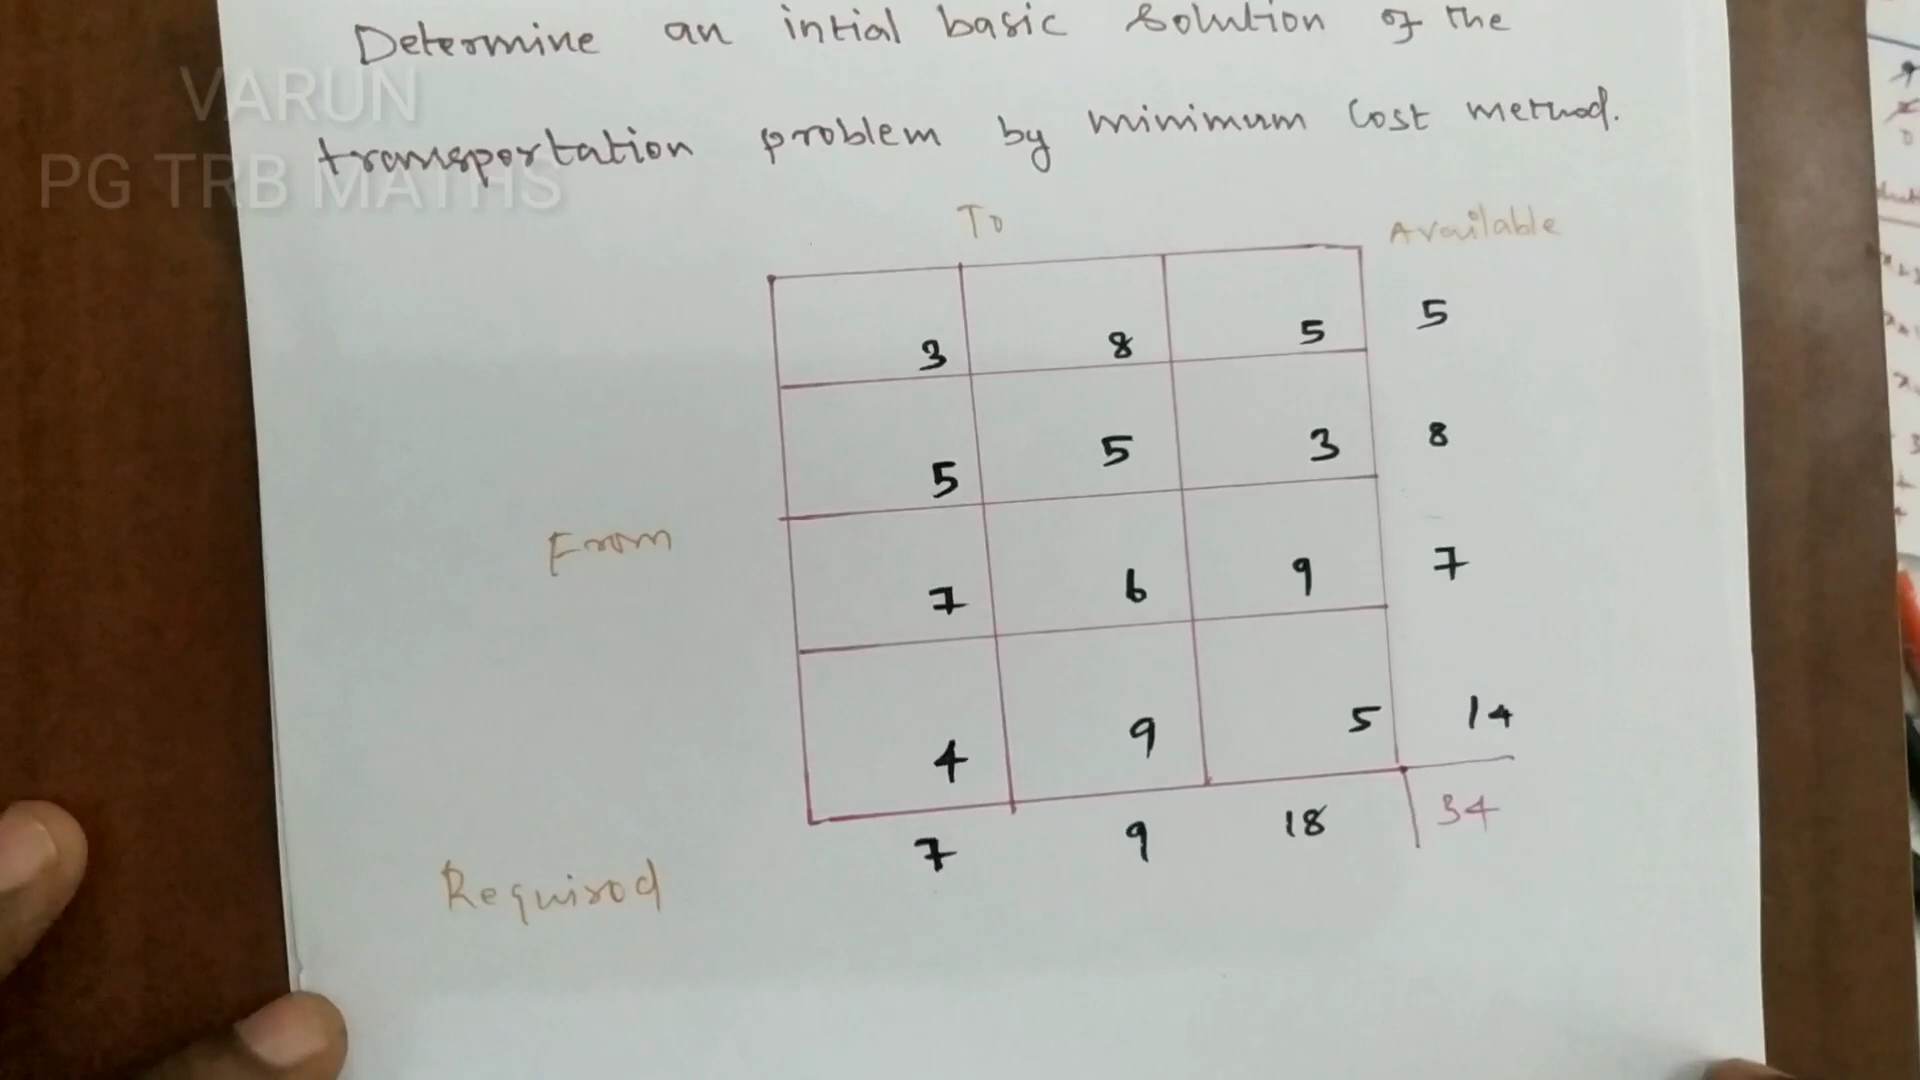 Determine an intial basic solution of the
VARUN
transportation problem by minimum cost method.
PG TRB MATHS
To Available
3 8 5 5
5 5 3 8
From
7 6 9 7
4 9 5 14
7 9 18 34
Required